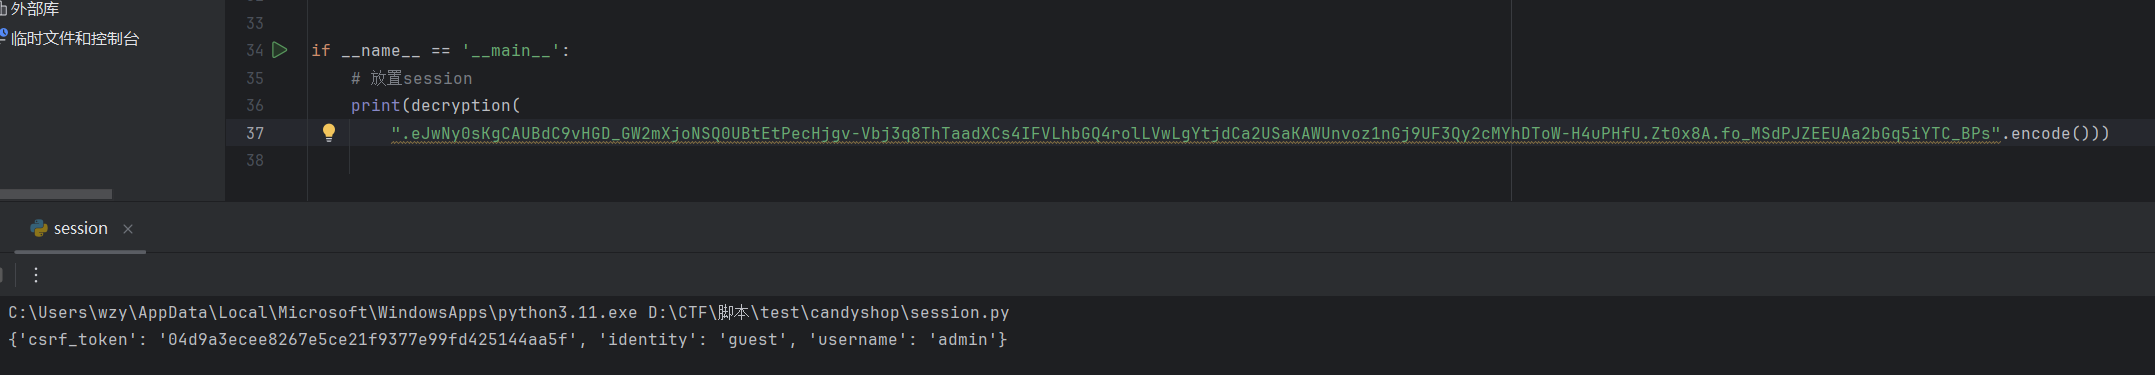 外部库
33
临时文件和控制台
34 if __name__ == '__main__':
35 # 放置session
36 print(decryption(
37 ".eJwNy0sKgCAUBdC9vHGD_GW2mXjoNSQ0UBtEtPecHjgv-Vbj3q8ThTaadXCs4IFVLhbGQ4rolLVwLgYtjdCa2USaKAWUnvoz1nGj9UF3Qy2cMYhDToW-H4uPHfU.Zt0x8A.fo_MSdPJZEEUAa2bGq5iYTC_BPs".encode()))
38
session ×
C:\Users\wzy\AppData\Local\Microsoft\WindowsApps\python3.11.exe D:\CTF\脚本\test\candyshop\session.py
{'csrf_token': '04d9a3ecee8267e5ce21f9377e99fd425144aa5f', 'identity': 'guest', 'username': 'admin'}